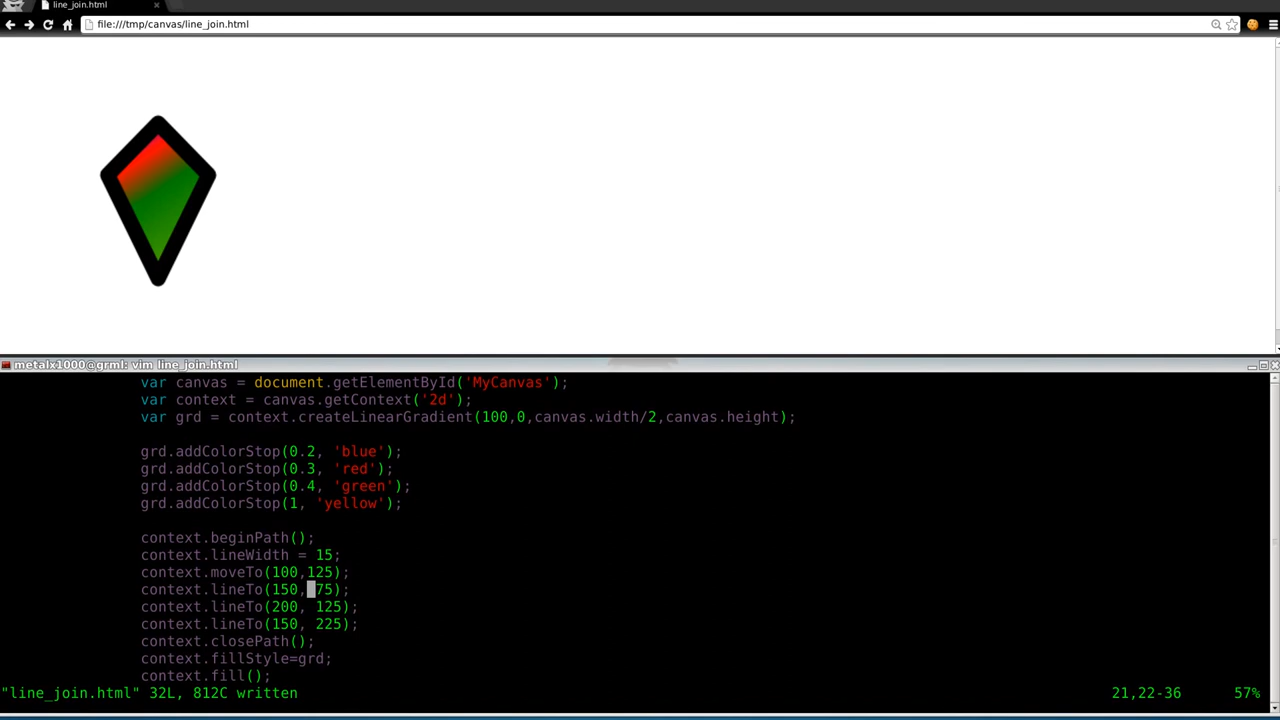 line_join.html
file:///tmp/canvas/line_join.html
metalx1000@grml: vim line_join.html
var canvas = document.getElementById('MyCanvas');
var context = canvas.getContext('2d');
var grd = context.createLinearGradient(100,0,canvas.width/2,canvas.height);
grd.addColorStop(0.2, 'blue');
grd.addColorStop(0.3, 'red');
grd.addColorStop(0.4, 'green');
grd.addColorStop(1, 'yellow');
context.beginPath();
context.lineWidth = 15;
context.moveTo(100,125);
context.lineTo(150, 75);
context.lineTo(200, 125);
context.lineTo(150, 225);
context.closePath();
context.fillStyle=grd;
context.fill();
"line_join.html" 32L, 812C written 21,22-36 57%